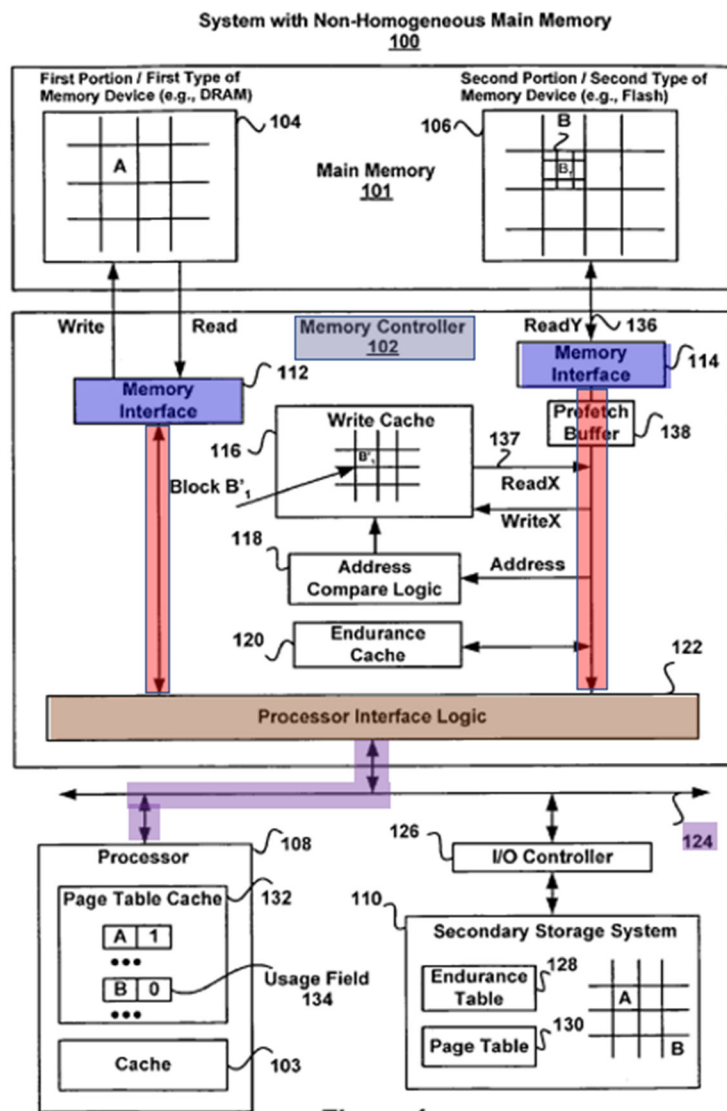 System with Non-Homogeneous Main Memory
100
First Portion / First Type of
Memory Device (e.g., DRAM)
104
A
Main Memory
101
Second Portion / Second Type of
Memory Device (e.g., Flash)
106
B
B₁
Write
Read
Memory Controller
102
ReadY
136
112
Memory
Interface
Memory
Interface
114
Prefetch
Buffer
138
Write Cache
116
B'₁
Block B'₁
137
ReadX
WriteX
118
Address
Compare Logic
Address
120
Endurance
Cache
122
Processor Interface Logic
124
Processor
108
Page Table Cache
132
A 1
•••
B 0
•••
Usage Field
134
Cache
103
126
I/O Controller
110
Secondary Storage System
Endurance
Table
128
Page Table
130
A
B